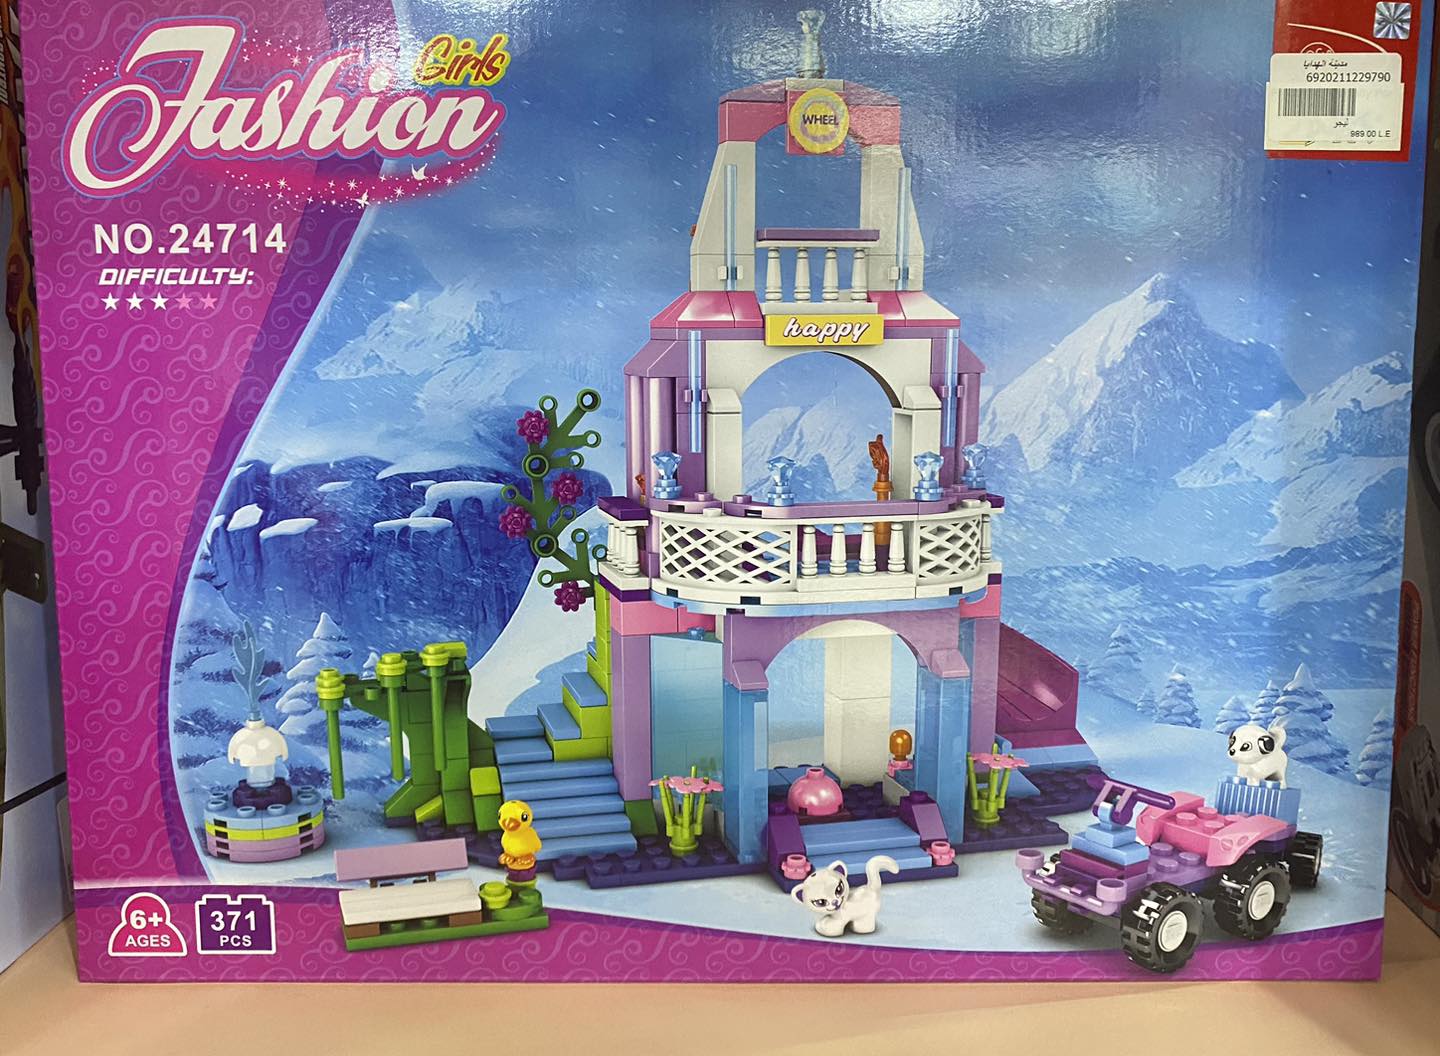 Girls
Fashion
NO.24714
DIFFICULTY:
WHEEL
happy
مدينة الهدايا
6920211229790
ليجو
989.00 L.E
6+
AGES
371
PCS